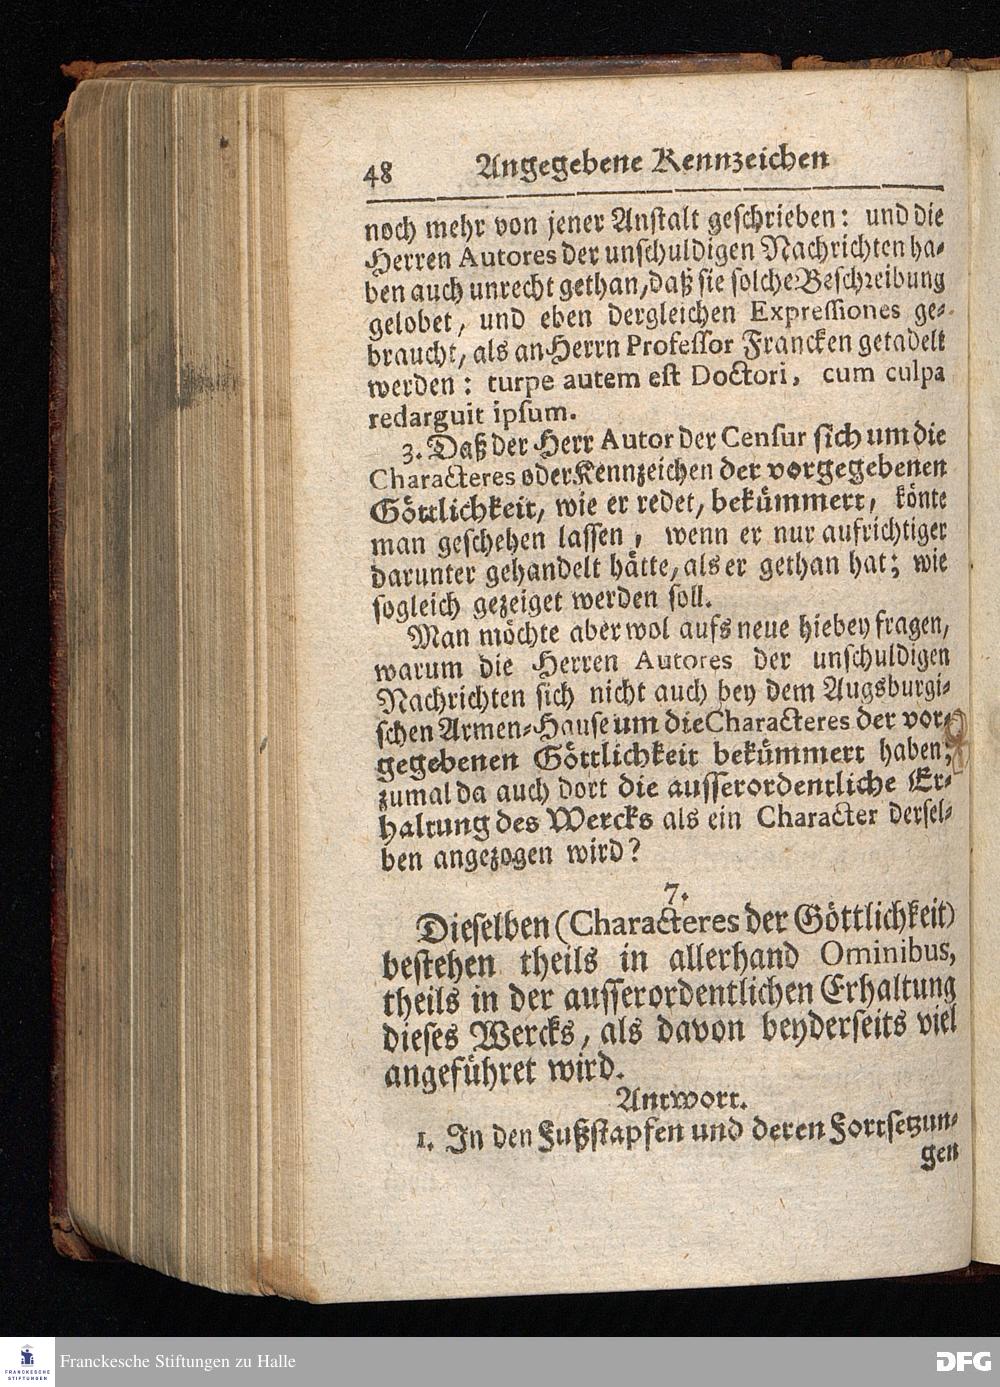 48 Angegebene Kennzeichen
noch mehr von jener Anstalt geschrieben: und die
Herren Autores der unschuldigen Nachrichten ha-
ben auch unrecht gethan, daß sie solche Beschreibung
gelobet, und eben dergleichen Expressiones ge-
braucht, als an Herrn Professor Francken getadelt
werden: turpe autem est Doctori, cum culpa
redarguit ipsum.
3. Daß der Herr Autor der Censur sich um die
Characteres oder Kennzeichen der vorgegebenen
Göttlichkeit, wie er redet, bekümmert, könte
man geschehen lassen, wenn er nur aufrichtiger
darunter gehandelt hätte, als er gethan hat; wie
sogleich gezeiget werden soll.
Man möchte aber wol aufs neue hiebey fragen,
warum die Herren Autores der unschuldigen
Nachrichten sich nicht auch bey dem Augsburgi-
schen Armen-Hause um die Characteres der vor-
gegebenen Göttlichkeit bekümmert haben;
zumal da auch dort die ausserordentliche Er-
haltung des Wercks als ein Character dersel-
ben angezogen wird?
7.
Dieselben (Characteres der Göttlichkeit)
bestehen theils in allerhand Ominibus,
theils in der ausserordentlichen Erhaltung
dieses Wercks, als davon beyderseits viel
angeführet wird.
Antwort.
1. In den Fußstapfen und deren Fortsetzun-
gen
FRANCKESCHE
STIFTUNGEN
Franckesche Stiftungen zu Halle
DFG